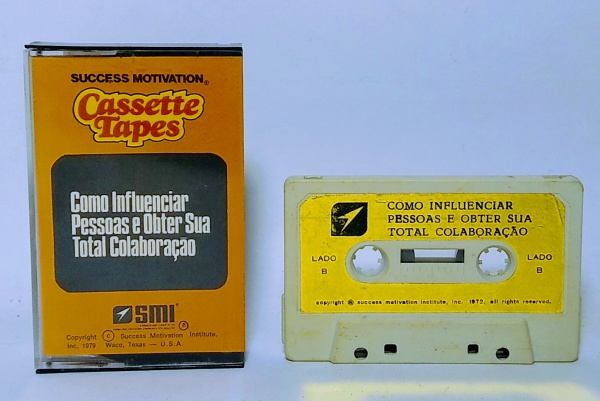 SUCCESS MOTIVATION®
Cassette
Tapes
Como Influenciar
Pessoas e Obter Sua
Total Colaboração
SMI®
Copyright © Success Motivation Institute,
Inc. 1979 Waco, Texas — U.S.A.
COMO INFLUENCIAR
PESSOAS E OBTER SUA
TOTAL COLABORAÇÃO
LADO
B
LADO
B
copyright ℗ success motivation institute, inc. 1972, all rights reserved.